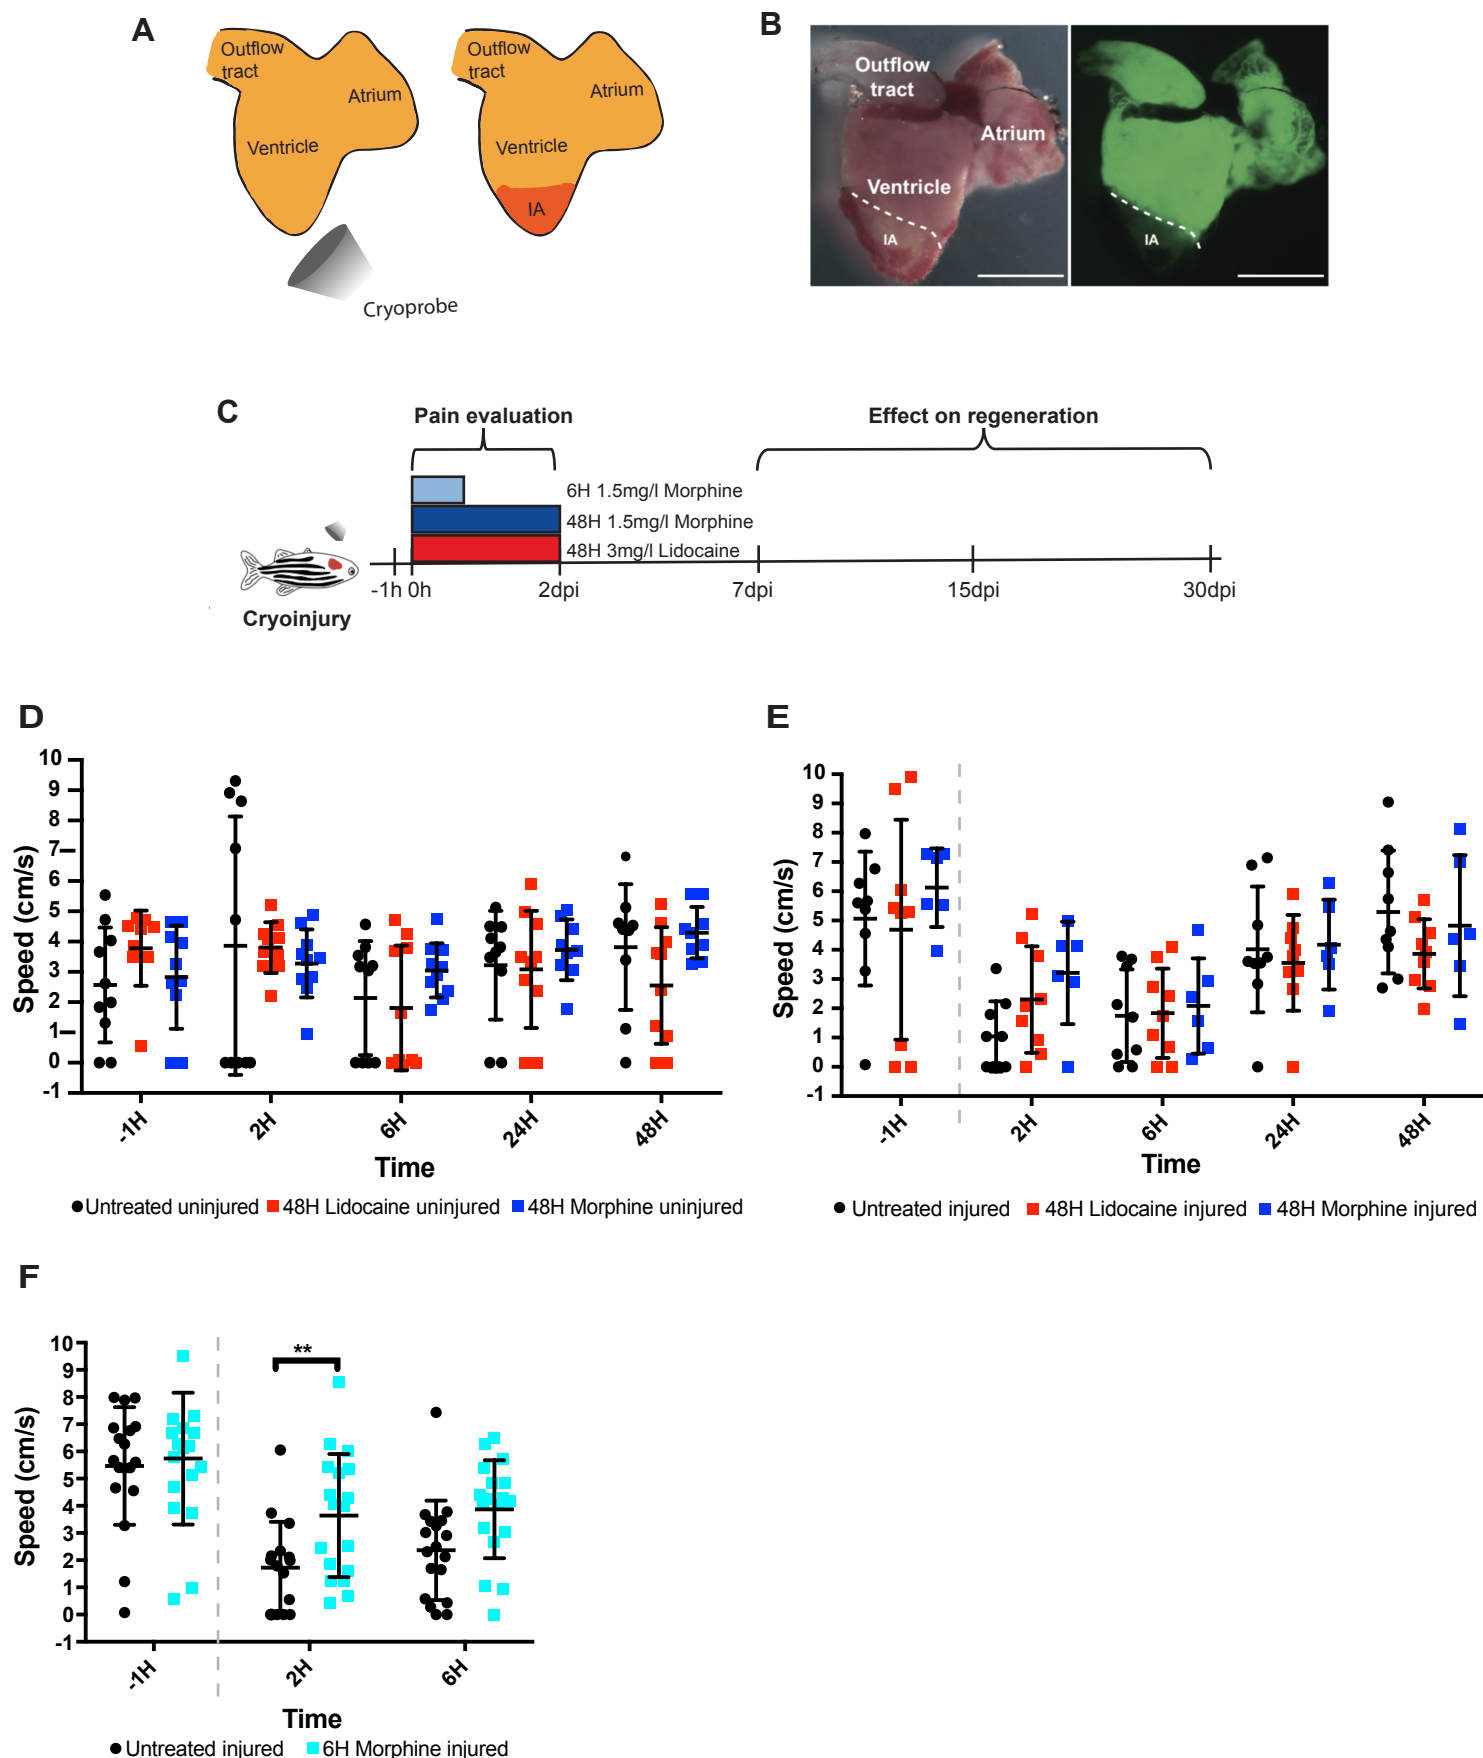 A
Outflow
tract
Atrium
Ventricle
Cryoprobe
Outflow
tract
Atrium
Ventricle
IA
B
Outflow
tract
Atrium
Ventricle
IA
IA
C
Pain evaluation
Effect on regeneration
6H 1.5mg/l Morphine
48H 1.5mg/l Morphine
48H 3mg/l Lidocaine
-1h 0h
2dpi
7dpi
15dpi
30dpi
Cryoinjury
D
Speed (cm/s)
10
9
8
7
6
5
4
3
2
1
0
-1
-1H
2H
6H
24H
48H
Time
Untreated uninjured
48H Lidocaine uninjured
48H Morphine uninjured
E
Speed (cm/s)
10
9
8
7
6
5
4
3
2
1
0
-1
-1H
2H
6H
24H
48H
Time
Untreated injured
48H Lidocaine injured
48H Morphine injured
F
Speed (cm/s)
10
9
8
7
6
5
4
3
2
1
0
-1
**
-1H
2H
6H
Time
Untreated injured
6H Morphine injured